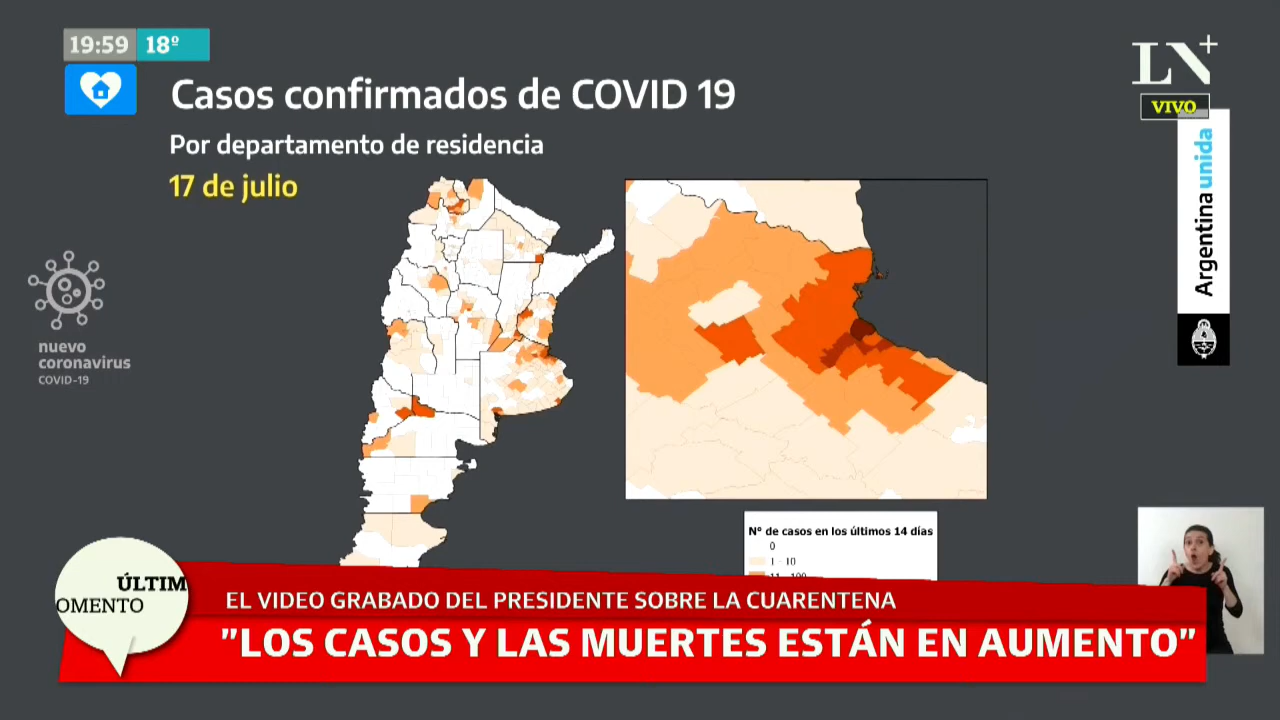 19:59 18º
LN+
VIVO
Casos confirmados de COVID 19
Por departamento de residencia
17 de julio
Argentina unida
nuevo
coronavirus
COVID-19
N° de casos en los últimos 14 días
0
1 - 10
11 - 100
ÚLTIM
OMENTO
EL VIDEO GRABADO DEL PRESIDENTE SOBRE LA CUARENTENA
"LOS CASOS Y LAS MUERTES ESTÁN EN AUMENTO"